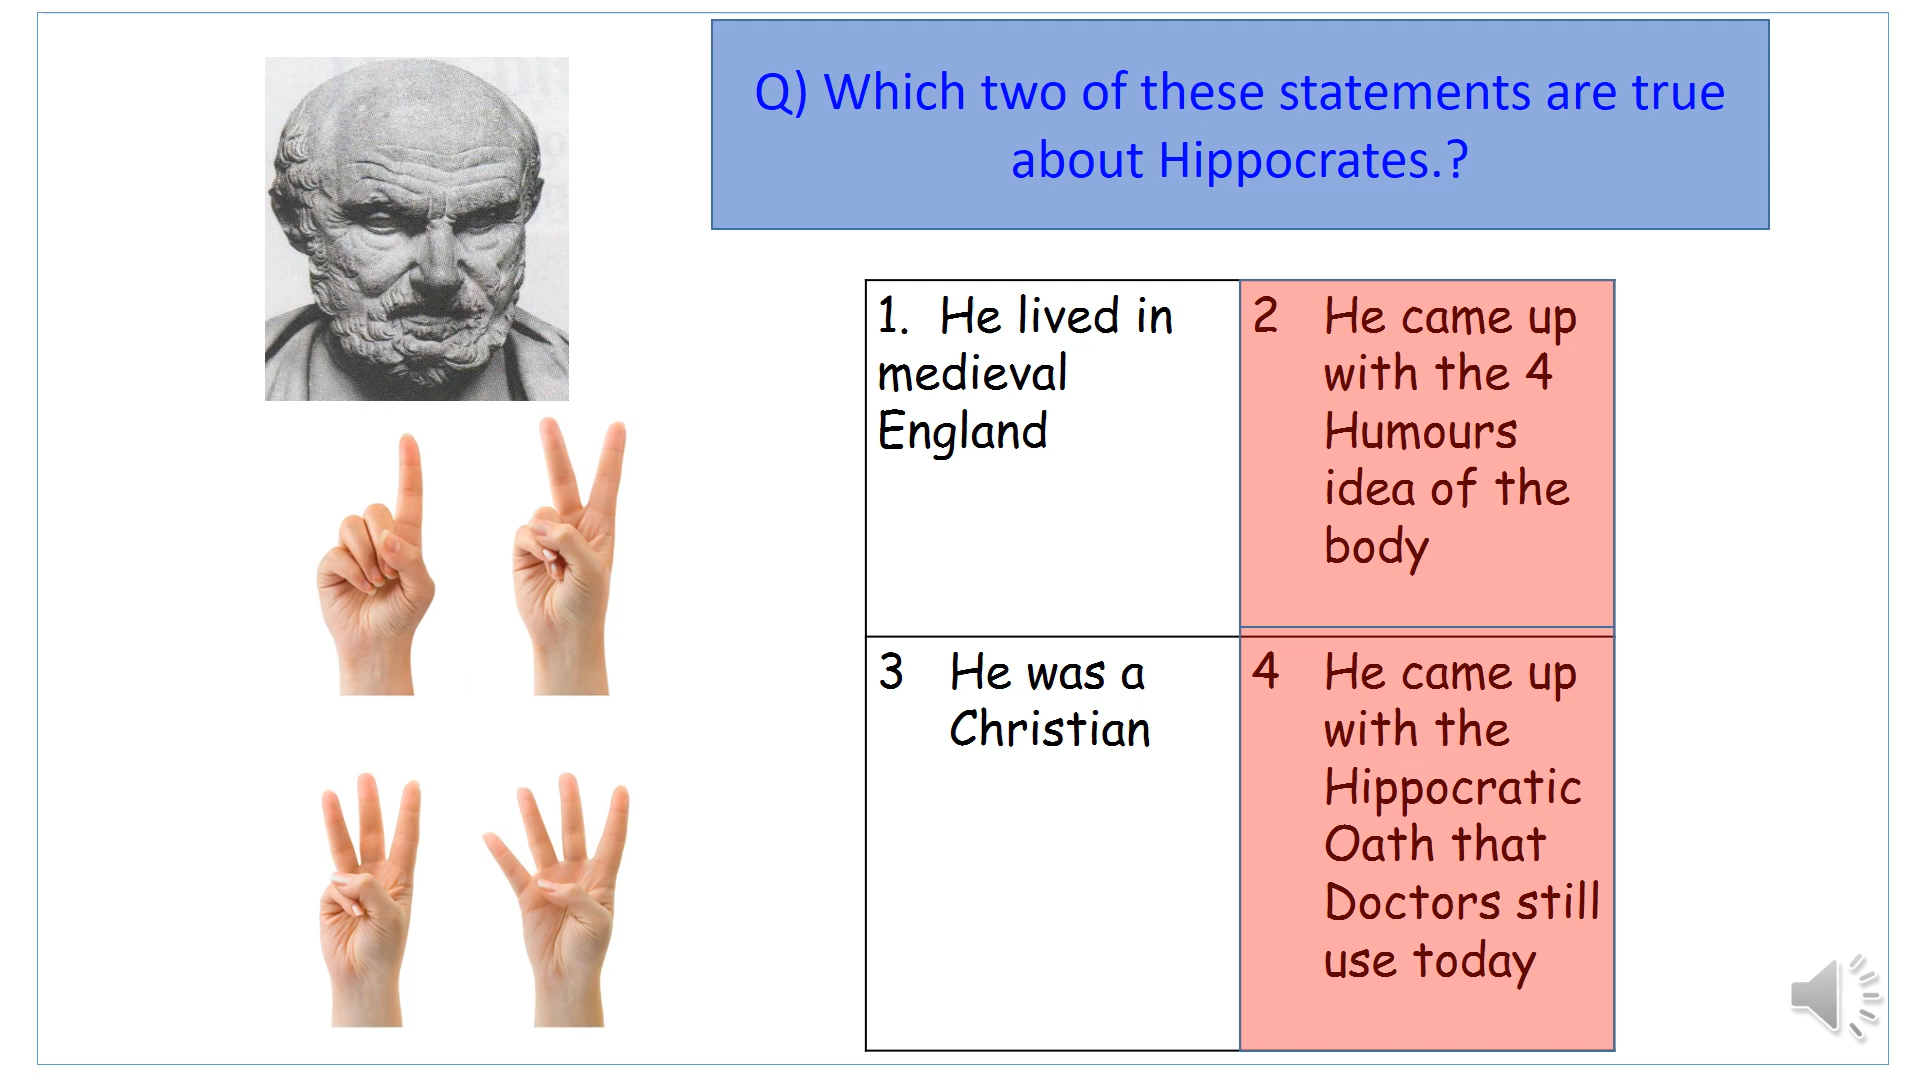 Q) Which two of these statements are true
about Hippocrates.?
1. He lived in
medieval
England
2 He came up
with the 4
Humours
idea of the
body
3 He was a
Christian
4 He came up
with the
Hippocratic
Oath that
Doctors still
use today